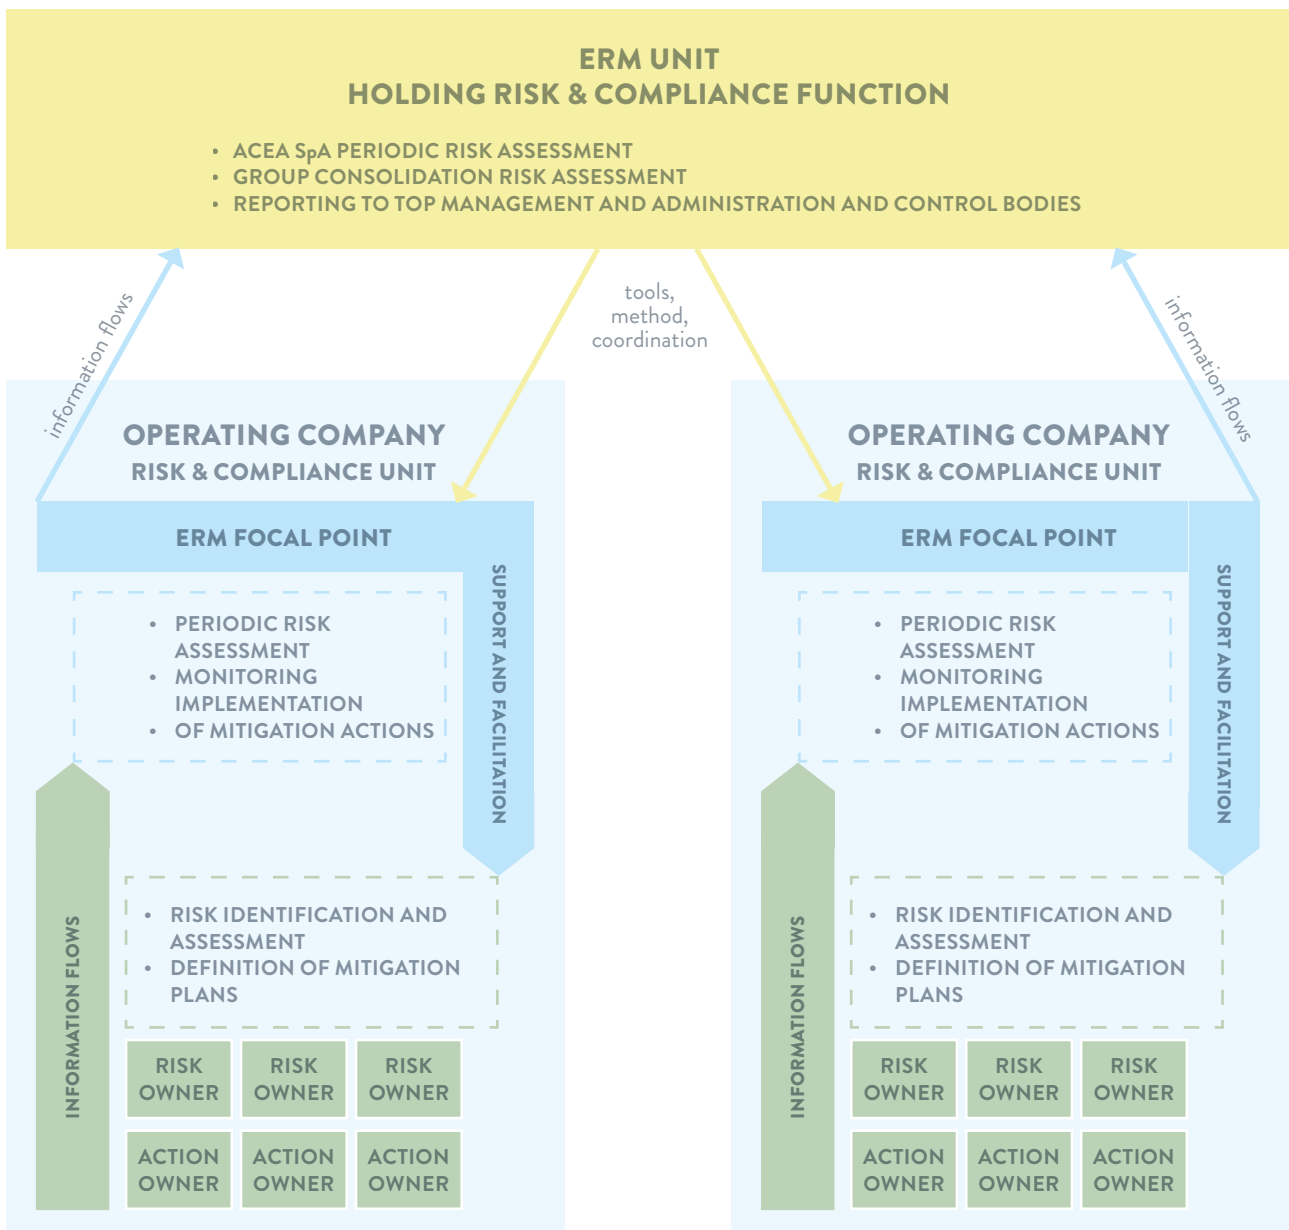 ERM UNIT
HOLDING RISK & COMPLIANCE FUNCTION
• ACEA SpA PERIODIC RISK ASSESSMENT
• GROUP CONSOLIDATION RISK ASSESSMENT
• REPORTING TO TOP MANAGEMENT AND ADMINISTRATION AND CONTROL BODIES
information flows
tools,
method,
coordination
information flows
OPERATING COMPANY
RISK & COMPLIANCE UNIT
ERM FOCAL POINT
SUPPORT AND FACILITATION
• PERIODIC RISK
ASSESSMENT
• MONITORING
IMPLEMENTATION
• OF MITIGATION ACTIONS
INFORMATION FLOWS
• RISK IDENTIFICATION AND
ASSESSMENT
• DEFINITION OF MITIGATION
PLANS
RISK
OWNER
RISK
OWNER
RISK
OWNER
ACTION
OWNER
ACTION
OWNER
ACTION
OWNER
OPERATING COMPANY
RISK & COMPLIANCE UNIT
ERM FOCAL POINT
SUPPORT AND FACILITATION
• PERIODIC RISK
ASSESSMENT
• MONITORING
IMPLEMENTATION
• OF MITIGATION ACTIONS
INFORMATION FLOWS
• RISK IDENTIFICATION AND
ASSESSMENT
• DEFINITION OF MITIGATION
PLANS
RISK
OWNER
RISK
OWNER
RISK
OWNER
ACTION
OWNER
ACTION
OWNER
ACTION
OWNER